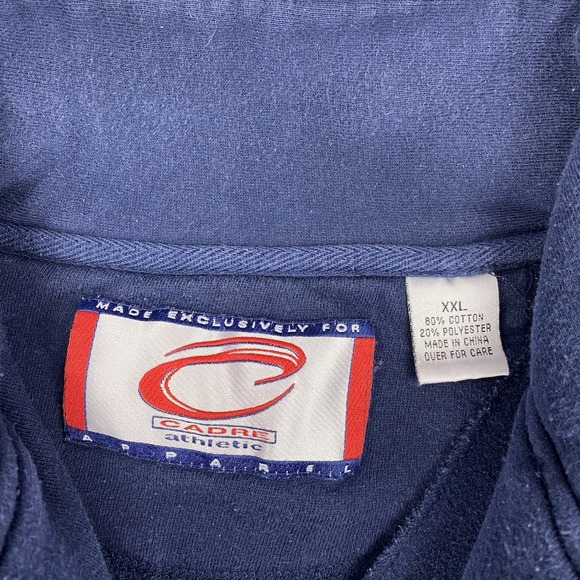 MADE EXCLUSIVELY FOR
CADRE
athletic
APPAREL
XXL
80% COTTON
20% POLYESTER
MADE IN CHINA
OVER FOR CARE